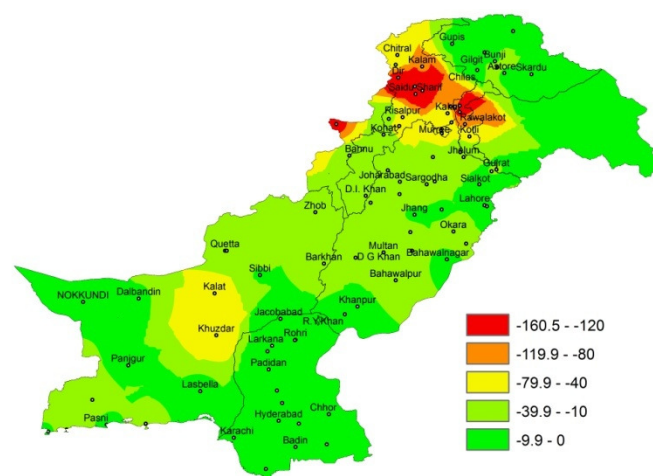 Gupis
Chitral
Bunji
Kalam
Gilgit
Astore
Dir
Skardu
Chilas
Saidu Sharif
Kakul
Risalpur
Rawalakot
Kohat
Murree
Kotli
Bannu
Jhelum
Gujrat
Joharabad
Sargodha
Sialkot
D.I. Khan
Zhob
Jhang
Lahore
Okara
Quetta
Multan
Barkhan
D G Khan
Bahawalnagar
Sibbi
Bahawalpur
NOKKUNDI
Dalbandin
Kalat
Khanpur
Jacobabad
R.Y.Khan
-160.5 - -120
Khuzdar
Rohri
Larkana
-119.9 - -80
Panjgur
Padidan
-79.9 - -40
Lasbella
-39.9 - -10
Pasni
Hyderabad
Chhor
Karachi
Badin
-9.9 - 0